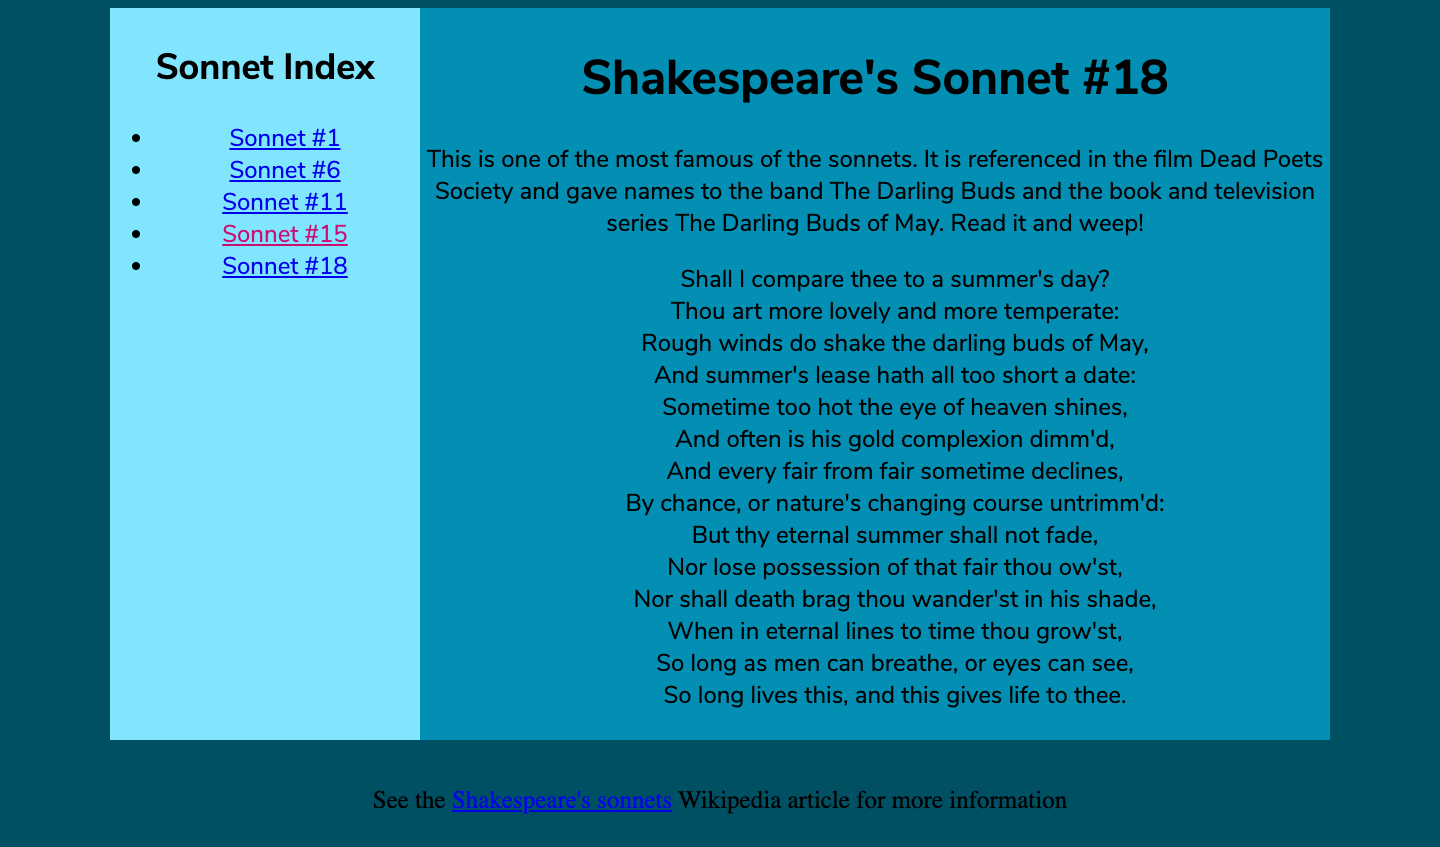 Sonnet Index
Sonnet #1
Sonnet #6
Sonnet #11
Sonnet #15
Sonnet #18
Shakespeare's Sonnet #18
This is one of the most famous of the sonnets. It is referenced in the film Dead Poets
Society and gave names to the band The Darling Buds and the book and television
series The Darling Buds of May. Read it and weep!
Shall I compare thee to a summer's day?
Thou art more lovely and more temperate:
Rough winds do shake the darling buds of May,
And summer's lease hath all too short a date:
Sometime too hot the eye of heaven shines,
And often is his gold complexion dimm'd,
And every fair from fair sometime declines,
By chance, or nature's changing course untrimm'd:
But thy eternal summer shall not fade,
Nor lose possession of that fair thou ow'st,
Nor shall death brag thou wander'st in his shade,
When in eternal lines to time thou grow'st,
So long as men can breathe, or eyes can see,
So long lives this, and this gives life to thee.
See the Shakespeare's sonnets Wikipedia article for more information